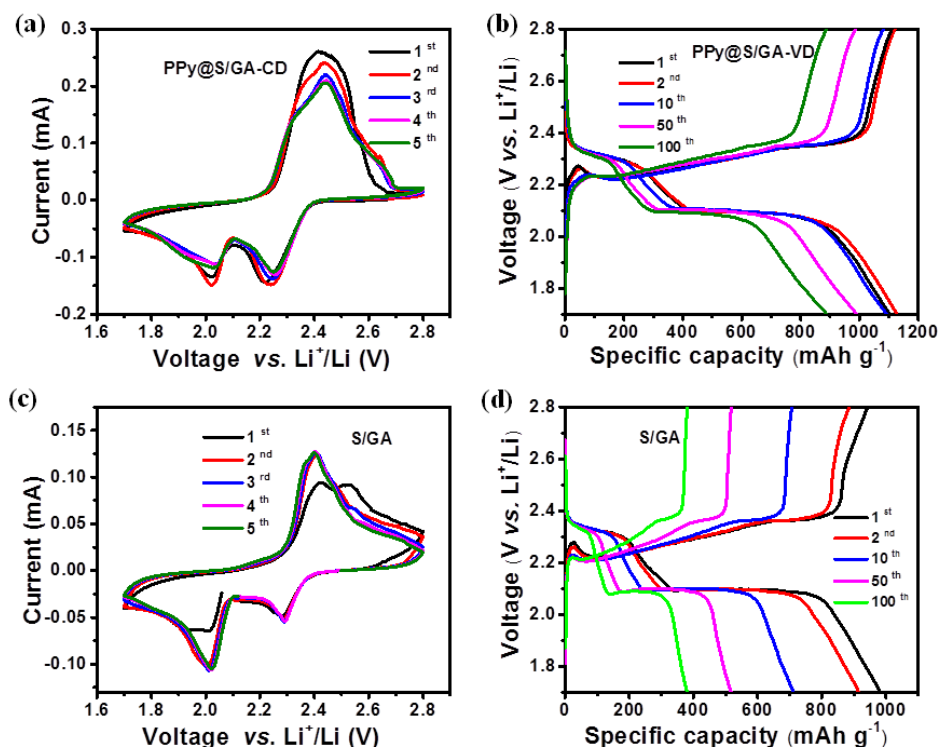 (a)
PPy@S/GA-CD
1 st
2 nd
3 rd
4 th
5 th
Current (mA)
0.3
0.2
0.1
0.0
-0.1
-0.2
1.6 1.8 2.0 2.2 2.4 2.6 2.8
Voltage vs. Li+/Li (V)
(b)
PPy@S/GA-VD
1 st
2 nd
10 th
50 th
100 th
Voltage (V vs. Li+/Li)
2.8
2.6
2.4
2.2
2.0
1.8
0 200 400 600 800 1000 1200
Specific capacity (mAh g-1)
(c)
S/GA
1 st
2 nd
3 rd
4 th
5 th
Current (mA)
0.15
0.10
0.05
0.00
-0.05
-0.10
1.6 1.8 2.0 2.2 2.4 2.6 2.8
Voltage vs. Li+/Li (V)
(d)
S/GA
1 st
2 nd
10 th
50 th
100 th
Voltage (V vs. Li+/Li)
2.8
2.6
2.4
2.2
2.0
1.8
0 200 400 600 800 1000
Specific capacity (mAh g-1)